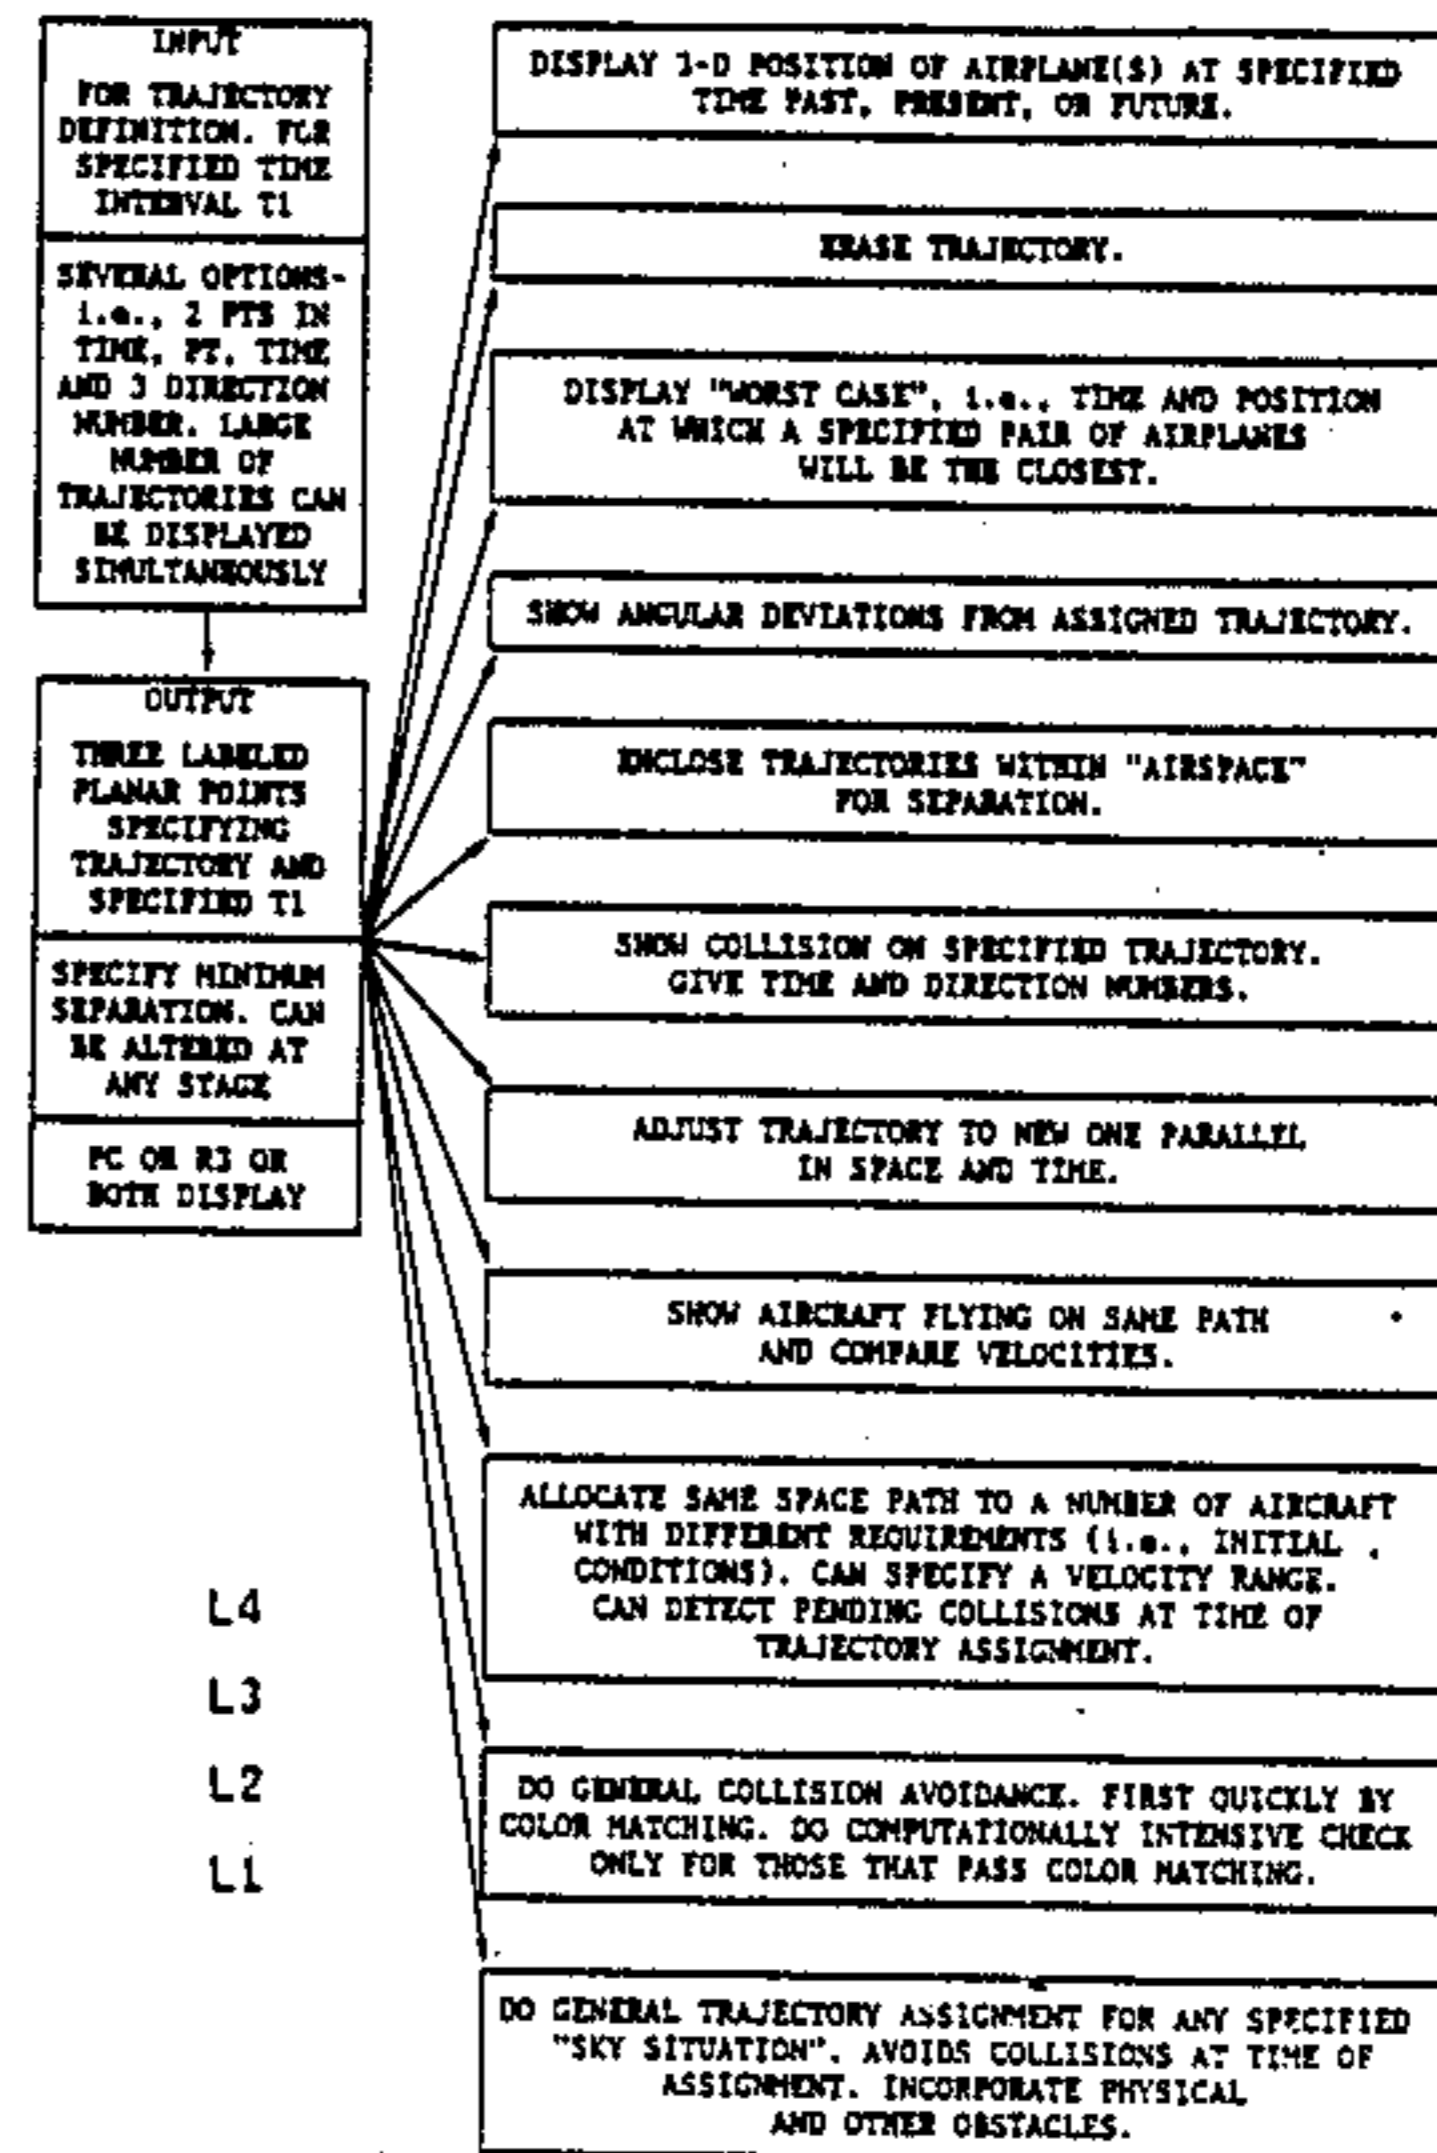 INPUT
FOR TRAJECTORY
DEFINITION. FOR
SPECIFIED TIME
INTERVAL T1
SEVERAL OPTIONS-
i.e., 2 PTS IN
TIME, PT, TIME
AND 3 DIRECTION
NUMBER. LARGE
NUMBER OF
TRAJECTORIES CAN
BE DISPLAYED
SIMULTANEOUSLY
OUTPUT
THREE LABELED
PLANAR POINTS
SPECIFYING
TRAJECTORY AND
SPECIFIED T1
SPECIFY MINIMUM
SEPARATION. CAN
BE ALTERED AT
ANY STAGE
PC OR R3 OR
BOTH DISPLAY
DISPLAY 3-D POSITION OF AIRPLANE(S) AT SPECIFIED
TIME PAST, PRESENT, OR FUTURE.
ERASE TRAJECTORY.
DISPLAY "WORST CASE", i.e., TIME AND POSITION
AT WHICH A SPECIFIED PAIR OF AIRPLANES
WILL BE THE CLOSEST.
SHOW ANGULAR DEVIATIONS FROM ASSIGNED TRAJECTORY.
ENCLOSE TRAJECTORIES WITHIN "AIRSPACE"
FOR SEPARATION.
SHOW COLLISION ON SPECIFIED TRAJECTORY.
GIVE TIME AND DIRECTION NUMBERS.
ADJUST TRAJECTORY TO NEW ONE PARALLEL
IN SPACE AND TIME.
SHOW AIRCRAFT FLYING ON SAME PATH
AND COMPARE VELOCITIES.
ALLOCATE SAME SPACE PATH TO A NUMBER OF AIRCRAFT
WITH DIFFERENT REQUIREMENTS (i.e., INITIAL
CONDITIONS). CAN SPECIFY A VELOCITY RANGE.
CAN DETECT PENDING COLLISIONS AT TIME OF
TRAJECTORY ASSIGNMENT.
DO GENERAL COLLISION AVOIDANCE. FIRST QUICKLY BY
COLOR MATCHING. DO COMPUTATIONALLY INTENSIVE CHECK
ONLY FOR THOSE THAT PASS COLOR MATCHING.
DO GENERAL TRAJECTORY ASSIGNMENT FOR ANY SPECIFIED
"SKY SITUATION". AVOIDS COLLISIONS AT TIME OF
ASSIGNMENT. INCORPORATE PHYSICAL
AND OTHER OBSTACLES.
L4
L3
L2
L1